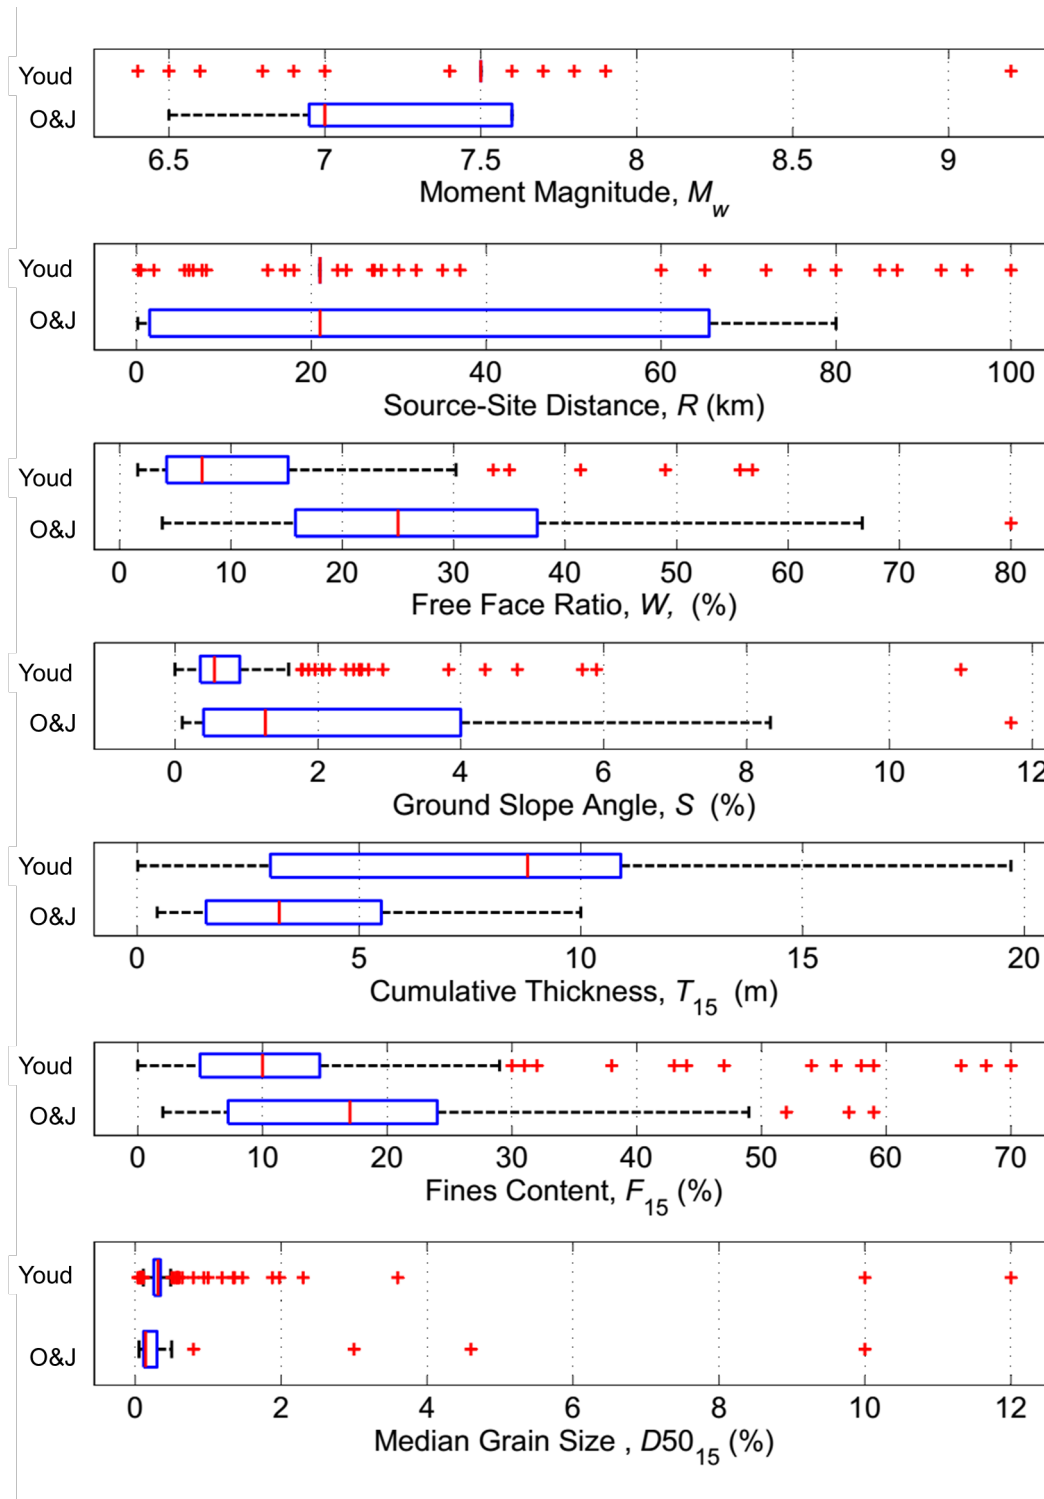 Youd
O&J
6.5 7 7.5 8 8.5 9
Moment Magnitude, Mw
Youd
O&J
0 20 40 60 80 100
Source-Site Distance, R (km)
Youd
O&J
0 10 20 30 40 50 60 70 80
Free Face Ratio, W, (%)
Youd
O&J
0 2 4 6 8 10 12
Ground Slope Angle, S (%)
Youd
O&J
0 5 10 15 20
Cumulative Thickness, T15 (m)
Youd
O&J
0 10 20 30 40 50 60 70
Fines Content, F15 (%)
Youd
O&J
0 2 4 6 8 10 12
Median Grain Size , D5015 (%)